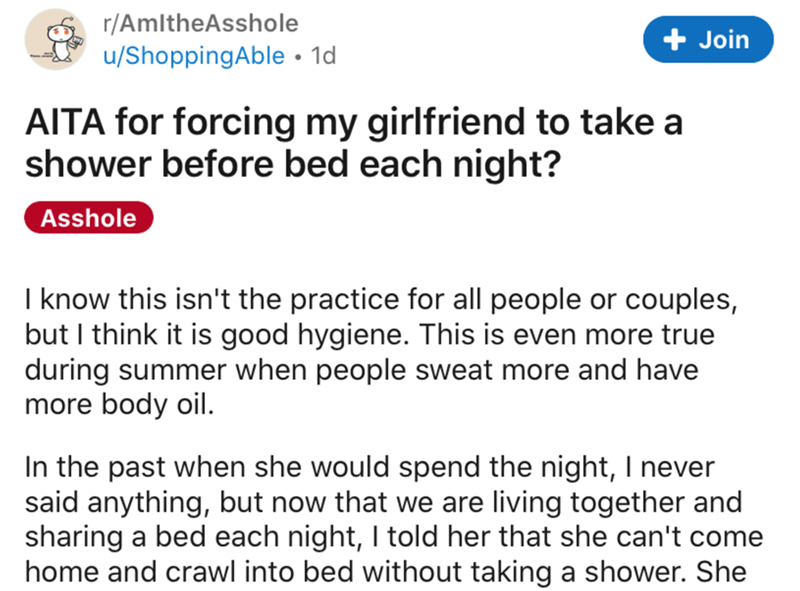 r/AmItheAsshole
u/ShoppingAble • 1d
+ Join
AITA for forcing my girlfriend to take a
shower before bed each night?
Asshole
I know this isn't the practice for all people or couples,
but I think it is good hygiene. This is even more true
during summer when people sweat more and have
more body oil.
In the past when she would spend the night, I never
said anything, but now that we are living together and
sharing a bed each night, I told her that she can't come
home and crawl into bed without taking a shower. She